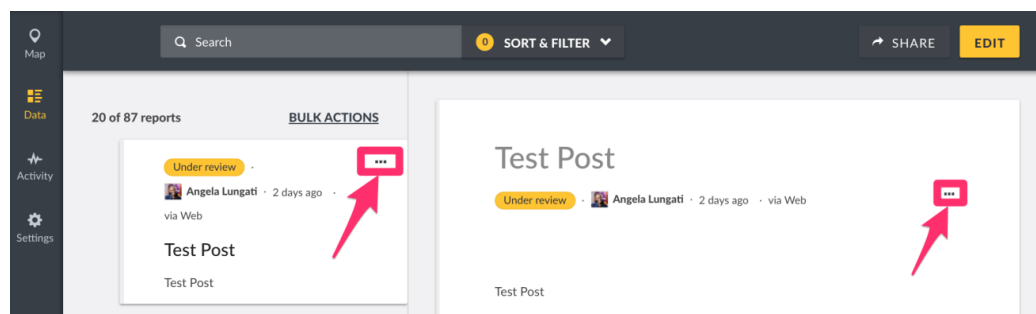 Map
Data
Activity
Settings
Search
0 SORT & FILTER
SHARE
EDIT
20 of 87 reports
BULK ACTIONS
Under review ·
...
Angela Lungati · 2 days ago ·
via Web
Test Post
Test Post
Test Post
Under review · Angela Lungati · 2 days ago · via Web
...
Test Post